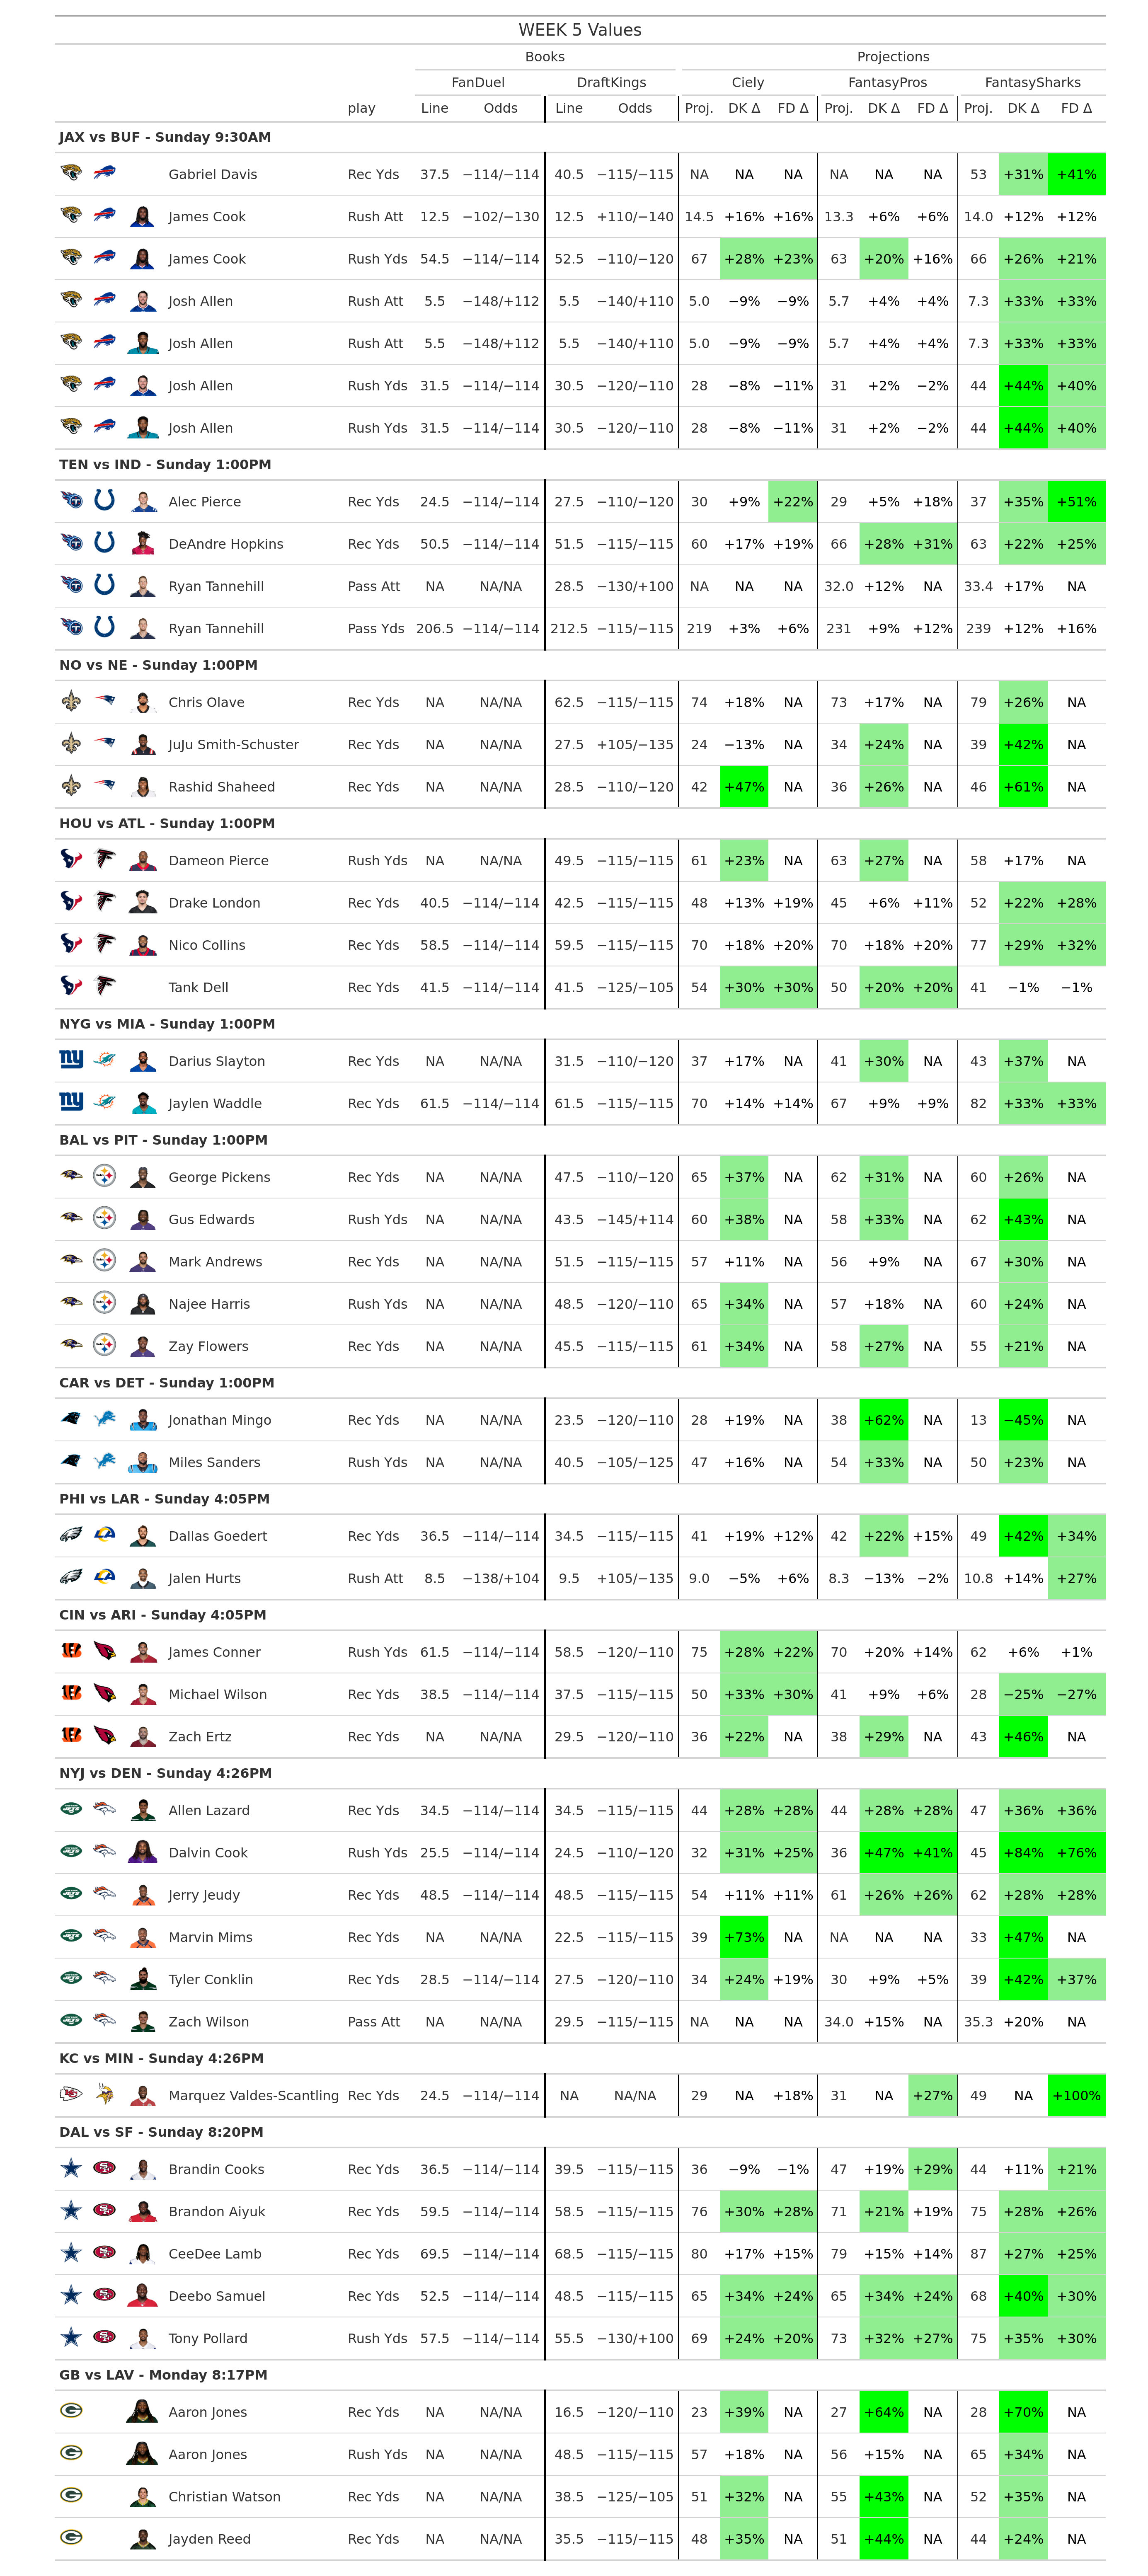 WEEK 5 Values
Books Projections
FanDuel DraftKings Ciely FantasyPros FantasySharks
play Line Odds Line Odds Proj. DK Δ FD Δ Proj. DK Δ FD Δ Proj. DK Δ FD Δ
JAX vs BUF - Sunday 9:30AM
Gabriel Davis Rec Yds 37.5 −114/−114 40.5 −115/−115 NA NA NA NA NA NA 53 +31% +41%
James Cook Rush Att 12.5 −102/−130 12.5 +110/−140 14.5 +16% +16% 13.3 +6% +6% 14.0 +12% +12%
James Cook Rush Yds 54.5 −114/−114 52.5 −110/−120 67 +28% +23% 63 +20% +16% 66 +26% +21%
Josh Allen Rush Att 5.5 −148/+112 5.5 −140/+110 5.0 −9% −9% 5.7 +4% +4% 7.3 +33% +33%
Josh Allen Rush Att 5.5 −148/+112 5.5 −140/+110 5.0 −9% −9% 5.7 +4% +4% 7.3 +33% +33%
Josh Allen Rush Yds 31.5 −114/−114 30.5 −120/−110 28 −8% −11% 31 +2% −2% 44 +44% +40%
Josh Allen Rush Yds 31.5 −114/−114 30.5 −120/−110 28 −8% −11% 31 +2% −2% 44 +44% +40%
TEN vs IND - Sunday 1:00PM
Alec Pierce Rec Yds 24.5 −114/−114 27.5 −110/−120 30 +9% +22% 29 +5% +18% 37 +35% +51%
DeAndre Hopkins Rec Yds 50.5 −114/−114 51.5 −115/−115 60 +17% +19% 66 +28% +31% 63 +22% +25%
Ryan Tannehill Pass Att NA NA/NA 28.5 −130/+100 NA NA NA 32.0 +12% NA 33.4 +17% NA
Ryan Tannehill Pass Yds 206.5 −114/−114 212.5 −115/−115 219 +3% +6% 231 +9% +12% 239 +12% +16%
NO vs NE - Sunday 1:00PM
Chris Olave Rec Yds NA NA/NA 62.5 −115/−115 74 +18% NA 73 +17% NA 79 +26% NA
JuJu Smith-Schuster Rec Yds NA NA/NA 27.5 +105/−135 24 −13% NA 34 +24% NA 39 +42% NA
Rashid Shaheed Rec Yds NA NA/NA 28.5 −110/−120 42 +47% NA 36 +26% NA 46 +61% NA
HOU vs ATL - Sunday 1:00PM
Dameon Pierce Rush Yds NA NA/NA 49.5 −115/−115 61 +23% NA 63 +27% NA 58 +17% NA
Drake London Rec Yds 40.5 −114/−114 42.5 −115/−115 48 +13% +19% 45 +6% +11% 52 +22% +28%
Nico Collins Rec Yds 58.5 −114/−114 59.5 −115/−115 70 +18% +20% 70 +18% +20% 77 +29% +32%
Tank Dell Rec Yds 41.5 −114/−114 41.5 −125/−105 54 +30% +30% 50 +20% +20% 41 −1% −1%
NYG vs MIA - Sunday 1:00PM
Darius Slayton Rec Yds NA NA/NA 31.5 −110/−120 37 +17% NA 41 +30% NA 43 +37% NA
Jaylen Waddle Rec Yds 61.5 −114/−114 61.5 −115/−115 70 +14% +14% 67 +9% +9% 82 +33% +33%
BAL vs PIT - Sunday 1:00PM
George Pickens Rec Yds NA NA/NA 47.5 −110/−120 65 +37% NA 62 +31% NA 60 +26% NA
Gus Edwards Rush Yds NA NA/NA 43.5 −145/+114 60 +38% NA 58 +33% NA 62 +43% NA
Mark Andrews Rec Yds NA NA/NA 51.5 −115/−115 57 +11% NA 56 +9% NA 67 +30% NA
Najee Harris Rush Yds NA NA/NA 48.5 −120/−110 65 +34% NA 57 +18% NA 60 +24% NA
Zay Flowers Rec Yds NA NA/NA 45.5 −115/−115 61 +34% NA 58 +27% NA 55 +21% NA
CAR vs DET - Sunday 1:00PM
Jonathan Mingo Rec Yds NA NA/NA 23.5 −120/−110 28 +19% NA 38 +62% NA 13 −45% NA
Miles Sanders Rush Yds NA NA/NA 40.5 −105/−125 47 +16% NA 54 +33% NA 50 +23% NA
PHI vs LAR - Sunday 4:05PM
Dallas Goedert Rec Yds 36.5 −114/−114 34.5 −115/−115 41 +19% +12% 42 +22% +15% 49 +42% +34%
Jalen Hurts Rush Att 8.5 −138/+104 9.5 +105/−135 9.0 −5% +6% 8.3 −13% −2% 10.8 +14% +27%
CIN vs ARI - Sunday 4:05PM
James Conner Rush Yds 61.5 −114/−114 58.5 −120/−110 75 +28% +22% 70 +20% +14% 62 +6% +1%
Michael Wilson Rec Yds 38.5 −114/−114 37.5 −115/−115 50 +33% +30% 41 +9% +6% 28 −25% −27%
Zach Ertz Rec Yds NA NA/NA 29.5 −120/−110 36 +22% NA 38 +29% NA 43 +46% NA
NYJ vs DEN - Sunday 4:26PM
Allen Lazard Rec Yds 34.5 −114/−114 34.5 −115/−115 44 +28% +28% 44 +28% +28% 47 +36% +36%
Dalvin Cook Rush Yds 25.5 −114/−114 24.5 −110/−120 32 +31% +25% 36 +47% +41% 45 +84% +76%
Jerry Jeudy Rec Yds 48.5 −114/−114 48.5 −115/−115 54 +11% +11% 61 +26% +26% 62 +28% +28%
Marvin Mims Rec Yds NA NA/NA 22.5 −115/−115 39 +73% NA NA NA NA 33 +47% NA
Tyler Conklin Rec Yds 28.5 −114/−114 27.5 −120/−110 34 +24% +19% 30 +9% +5% 39 +42% +37%
Zach Wilson Pass Att NA NA/NA 29.5 −115/−115 NA NA NA 34.0 +15% NA 35.3 +20% NA
KC vs MIN - Sunday 4:26PM
Marquez Valdes-Scantling Rec Yds 24.5 −114/−114 NA NA/NA 29 NA +18% 31 NA +27% 49 NA +100%
DAL vs SF - Sunday 8:20PM
Brandin Cooks Rec Yds 36.5 −114/−114 39.5 −115/−115 36 −9% −1% 47 +19% +29% 44 +11% +21%
Brandon Aiyuk Rec Yds 59.5 −114/−114 58.5 −115/−115 76 +30% +28% 71 +21% +19% 75 +28% +26%
CeeDee Lamb Rec Yds 69.5 −114/−114 68.5 −115/−115 80 +17% +15% 79 +15% +14% 87 +27% +25%
Deebo Samuel Rec Yds 52.5 −114/−114 48.5 −115/−115 65 +34% +24% 65 +34% +24% 68 +40% +30%
Tony Pollard Rush Yds 57.5 −114/−114 55.5 −130/+100 69 +24% +20% 73 +32% +27% 75 +35% +30%
GB vs LAV - Monday 8:17PM
Aaron Jones Rec Yds NA NA/NA 16.5 −120/−110 23 +39% NA 27 +64% NA 28 +70% NA
Aaron Jones Rush Yds NA NA/NA 48.5 −115/−115 57 +18% NA 56 +15% NA 65 +34% NA
Christian Watson Rec Yds NA NA/NA 38.5 −125/−105 51 +32% NA 55 +43% NA 52 +35% NA
Jayden Reed Rec Yds NA NA/NA 35.5 −115/−115 48 +35% NA 51 +44% NA 44 +24% NA